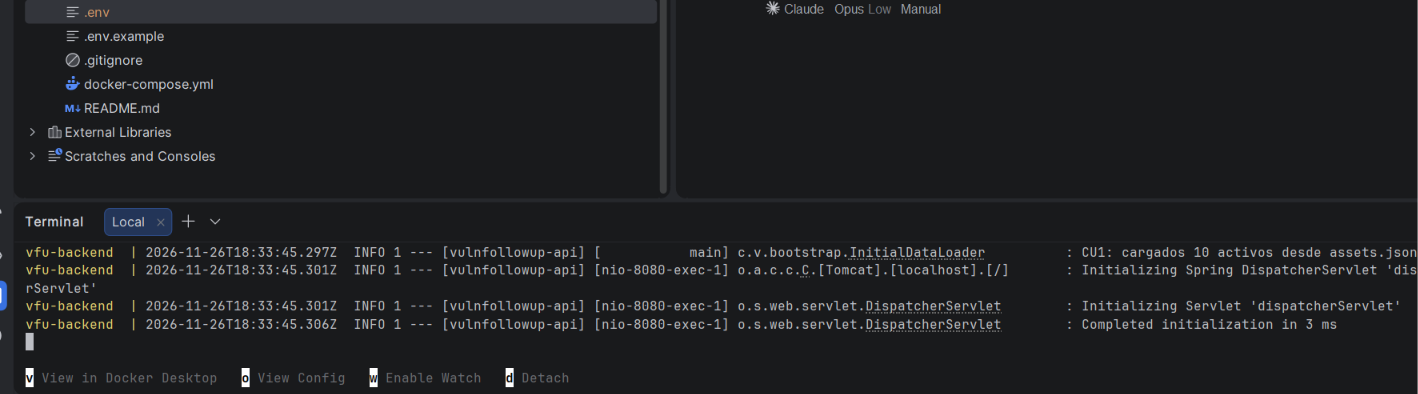 .env
Claude Opus Low Manual
.env.example
.gitignore
docker-compose.yml
M↓ README.md
External Libraries
Scratches and Consoles
Terminal Local
vfu-backend | 2026-11-26T18:33:45.297Z INFO 1 --- [vulnfollowup-api] [ main] c.v.bootstrap.InitialDataLoader : CU1: cargados 10 activos desde assets.json
vfu-backend | 2026-11-26T18:33:45.301Z INFO 1 --- [vulnfollowup-api] [nio-8080-exec-1] o.a.c.c.C.[Tomcat].[localhost].[/] : Initializing Spring DispatcherServlet 'dis
rServlet'
vfu-backend | 2026-11-26T18:33:45.301Z INFO 1 --- [vulnfollowup-api] [nio-8080-exec-1] o.s.web.servlet.DispatcherServlet : Initializing Servlet 'dispatcherServlet'
vfu-backend | 2026-11-26T18:33:45.306Z INFO 1 --- [vulnfollowup-api] [nio-8080-exec-1] o.s.web.servlet.DispatcherServlet : Completed initialization in 3 ms
v View in Docker Desktop o View Config w Enable Watch d Detach